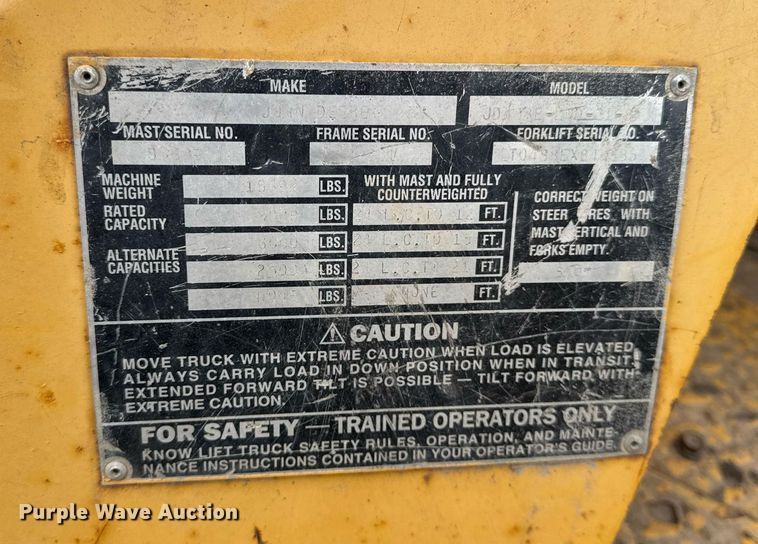 MAKE
MODEL
MAST/SERIAL NO.
FRAME SERIAL NO.
FORKLIFT SERIAL NO.
MACHINE WEIGHT
LBS.
WITH MAST AND FULLY COUNTERWEIGHTED
RATED CAPACITY
LBS.
FT.
LBS.
FT.
ALTERNATE CAPACITIES
LBS.
FT.
LBS.
NONE
FT.
CORRECT WEIGHT ON
STEER TIRES WITH
MAST VERTICAL AND
FORKS EMPTY.
⚠ CAUTION
MOVE TRUCK WITH EXTREME CAUTION WHEN LOAD IS ELEVATED.
ALWAYS CARRY LOAD IN DOWN POSITION WHEN IN TRANSIT!
EXTENDED FORWARD TILT IS POSSIBLE — TILT FORWARD WITH
EXTREME CAUTION.
FOR SAFETY — TRAINED OPERATORS ONLY
KNOW LIFT TRUCK SAFETY RULES, OPERATION, AND MAINTE-
NANCE INSTRUCTIONS CONTAINED IN YOUR OPERATOR'S GUIDE.
Purple Wave Auction